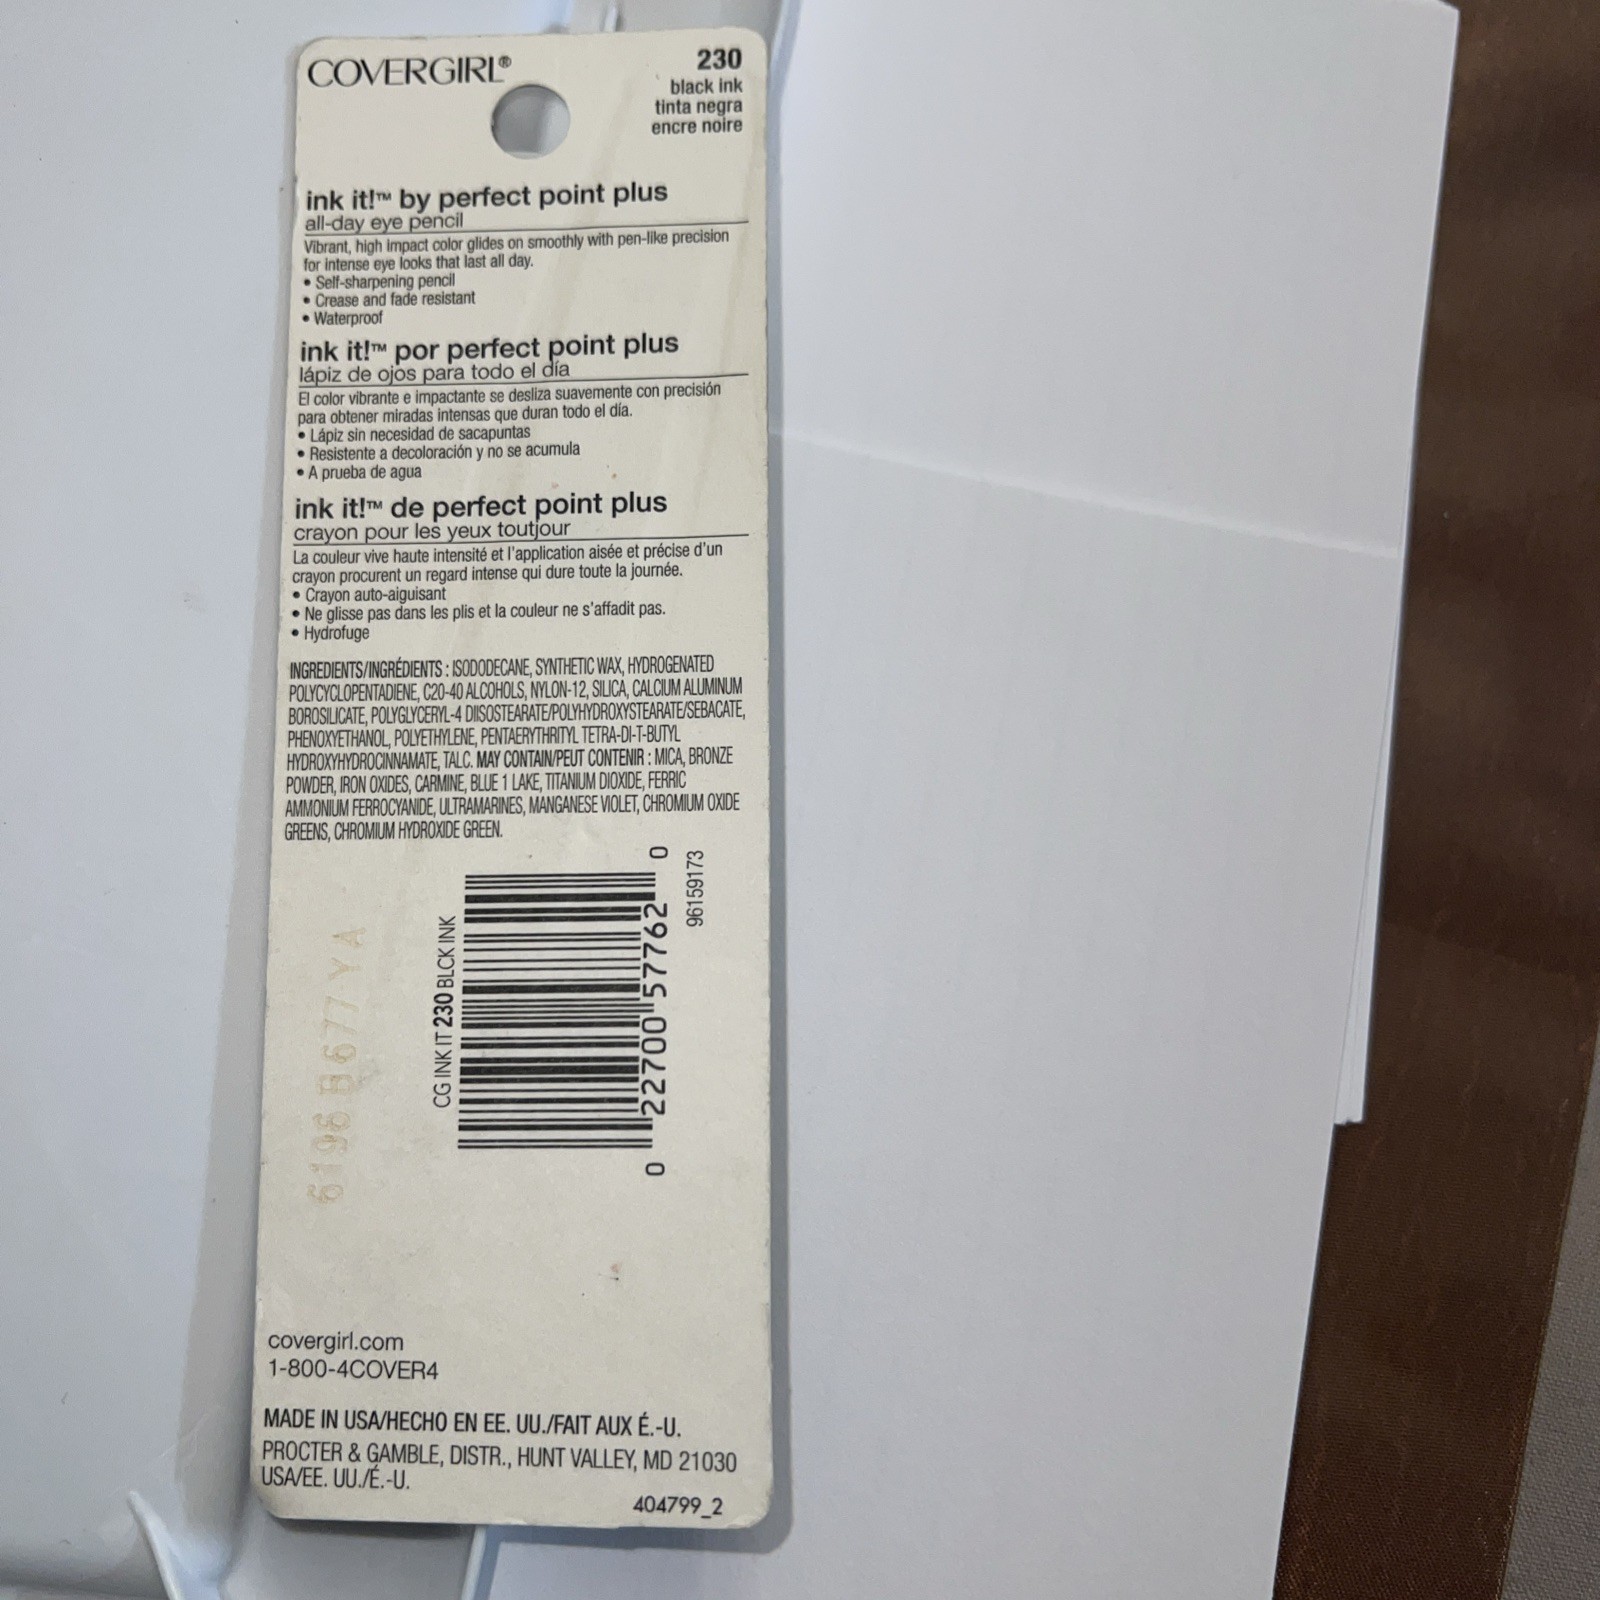 COVERGIRL®
230
black ink
tinta negra
encre noire
ink it!™ by perfect point plus
all-day eye pencil
Vibrant, high impact color glides on smoothly with pen-like precision
for intense eye looks that last all day.
• Self-sharpening pencil
• Crease and fade resistant
• Waterproof
ink it!™ por perfect point plus
lápiz de ojos para todo el día
El color vibrante e impactante se desliza suavemente con precisión
para obtener miradas intensas que duran todo el día.
• Lápiz sin necesidad de sacapuntas
• Resistente a decoloración y no se acumula
• A prueba de agua
ink it!™ de perfect point plus
crayon pour les yeux toutjour
La couleur vive haute intensité et l'application aisée et précise d'un
crayon procurent un regard intense qui dure toute la journée.
• Crayon auto-aiguisant
• Ne glisse pas dans les plis et la couleur ne s'affadit pas.
• Hydrofuge
INGREDIENTS/INGRÉDIENTS : ISODODECANE, SYNTHETIC WAX, HYDROGENATED
POLYCYCLOPENTADIENE, C20-40 ALCOHOLS, NYLON-12, SILICA, CALCIUM ALUMINUM
BOROSILICATE, POLYGLYCERYL-4 DIISOSTEARATE/POLYHYDROXYSTEARATE/SEBACATE,
PHENOXYETHANOL, POLYETHYLENE, PENTAERYTHRITYL TETRA-DI-T-BUTYL
HYDROXYHYDROCINNAMATE, TALC. MAY CONTAIN/PEUT CONTENIR : MICA, BRONZE
POWDER, IRON OXIDES, CARMINE, BLUE 1 LAKE, TITANIUM DIOXIDE, FERRIC
AMMONIUM FERROCYANIDE, ULTRAMARINES, MANGANESE VIOLET, CHROMIUM OXIDE
GREENS, CHROMIUM HYDROXIDE GREEN.
6196 B677 YA
CG INK IT 230 BLCK INK
0 22700 57762 0
96159173
covergirl.com
1-800-4COVER4
MADE IN USA/HECHO EN EE. UU./FAIT AUX É.-U.
PROCTER & GAMBLE, DISTR., HUNT VALLEY, MD 21030
USA/EE. UU./É.-U.
404799_2